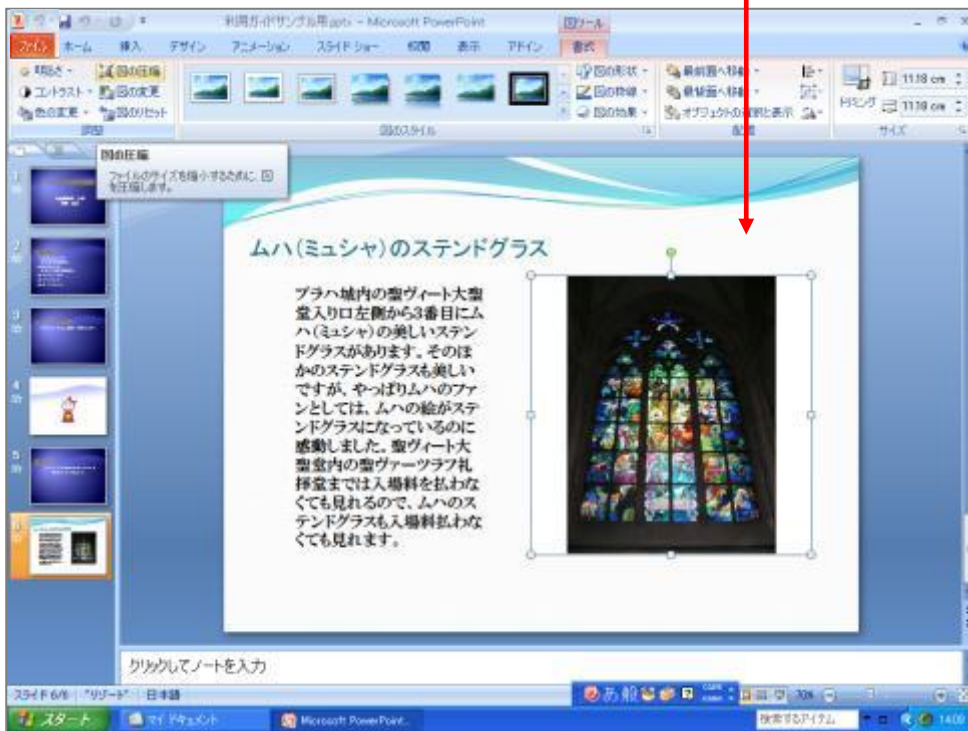 利用ガイドサンプル用.pptx - Microsoft PowerPoint
図ツール
ファイル ホーム 挿入 デザイン アニメーション スライド ショー 校閲 表示 アドイン 書式
明るさ 図の圧縮
コントラスト 図の変更
色の変更 図のリセット
調整
図のスタイル
図の形状
図の枠線
図の効果
最前面へ移動
最背面へ移動
オブジェクトの選択と表示
配置
トリミング
11.18 cm
11.18 cm
サイズ
図の圧縮
ファイルのサイズを縮小するために、図
を圧縮します。
1
2
3
4
5
ムハ(ミュシャ)のステンドグラス
プラハ城内の聖ヴィート大聖
堂入り口左側から3番目にム
ハ(ミュシャ)の美しいステン
ドグラスがあります。そのほ
かのステンドグラスも美しい
ですが、やっぱりムハのファ
ンとしては、ムハの絵がステ
ンドグラスになっているのに
感動しました。聖ヴィート大
聖堂内の聖ヴァーツラフ礼
拝堂までは入場料を払わな
くても見れるので、ムハのス
テンドグラスも入場料払わな
くても見れます。
クリックしてノートを入力
スライド 6/6 "リゾート" 日本語
あ 般
70%
スタート マイ ドキュメント Microsoft PowerPoint...
検索するアイテム
14:09